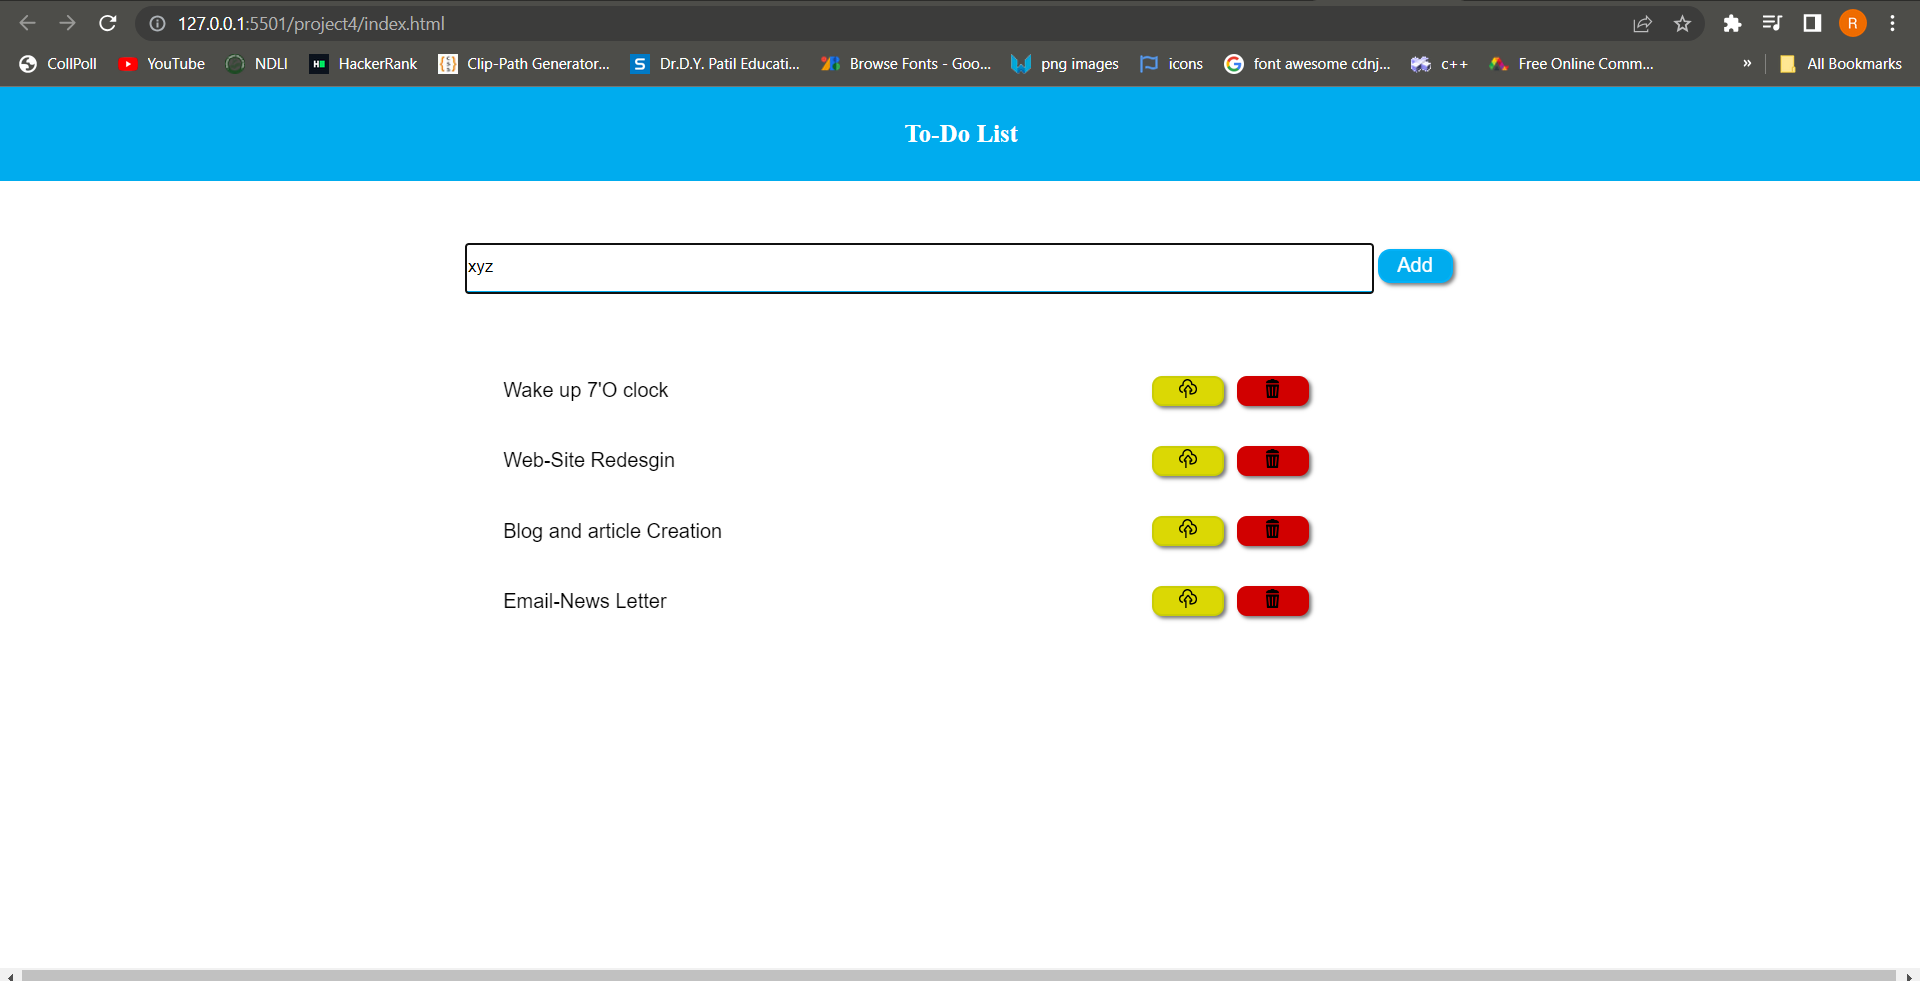 127.0.0.1:5501/project4/index.html
R
CollPoll YouTube NDLI HackerRank Clip-Path Generator... S Dr.D.Y. Patil Educati... Browse Fonts - Goo... png images icons font awesome cdnj... c++ Free Online Comm... » All Bookmarks
To-Do List
xyz Add
Wake up 7'O clock
Web-Site Redesgin
Blog and article Creation
Email-News Letter